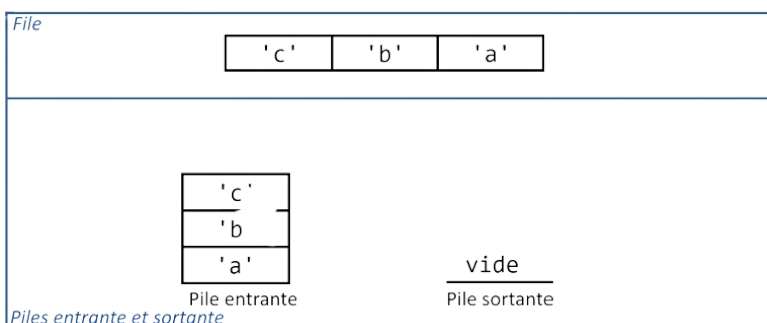 File
'c' 'b' 'a'
'c'
'b
'a'
vide
Pile entrante Pile sortante
Piles entrante et sortante